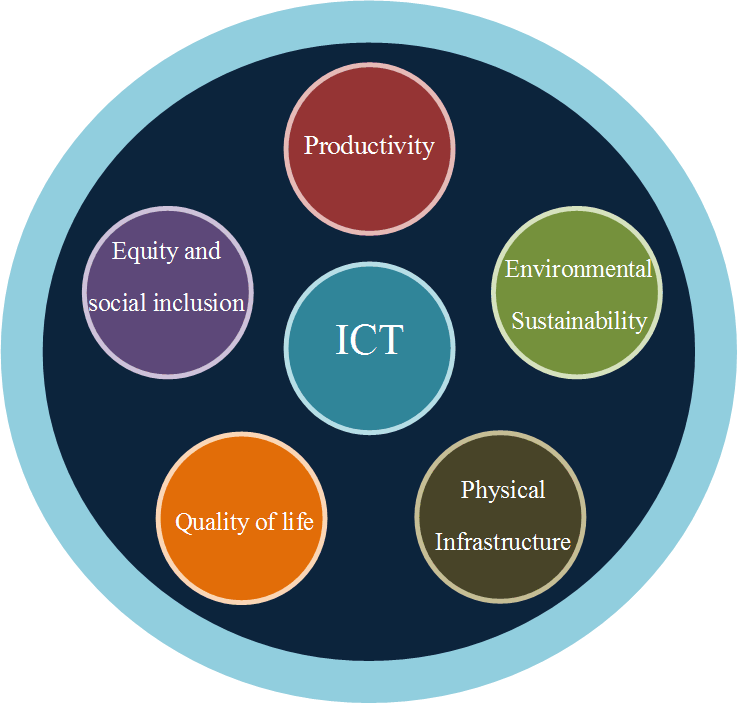 Productivity
Equity and
social inclusion
Environmental
Sustainability
ICT
Quality of life
Physical
Infrastructure